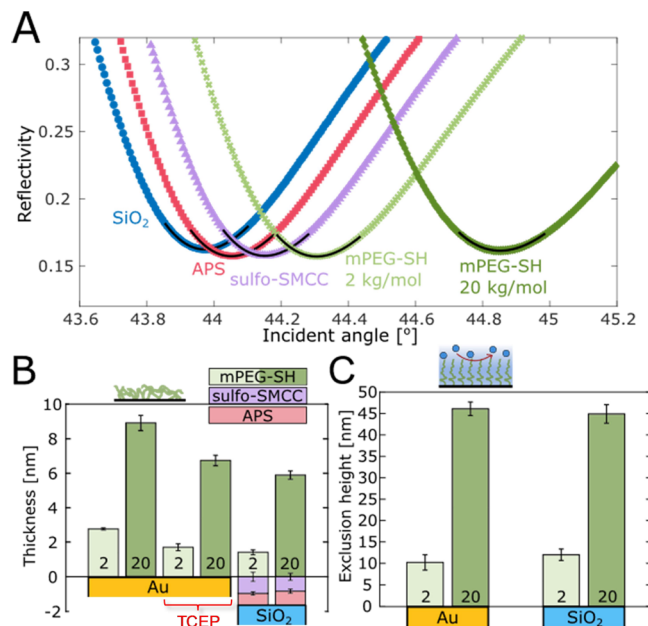 A
Reflectivity
0.3
0.25
0.2
0.15
SiO₂
APS
sulfo-SMCC
mPEG-SH
2 kg/mol
mPEG-SH
20 kg/mol
43.6 43.8 44 44.2 44.4 44.6 44.8 45 45.2
Incident angle [°]
B
mPEG-SH
sulfo-SMCC
APS
Thickness [nm]
10
8
6
4
2
0
-2
2 20 2 20 2 20
Au
TCEP
SiO₂
C
Exclusion height [nm]
50
45
40
35
30
25
20
15
10
10
0
2 20 2 20
Au SiO₂